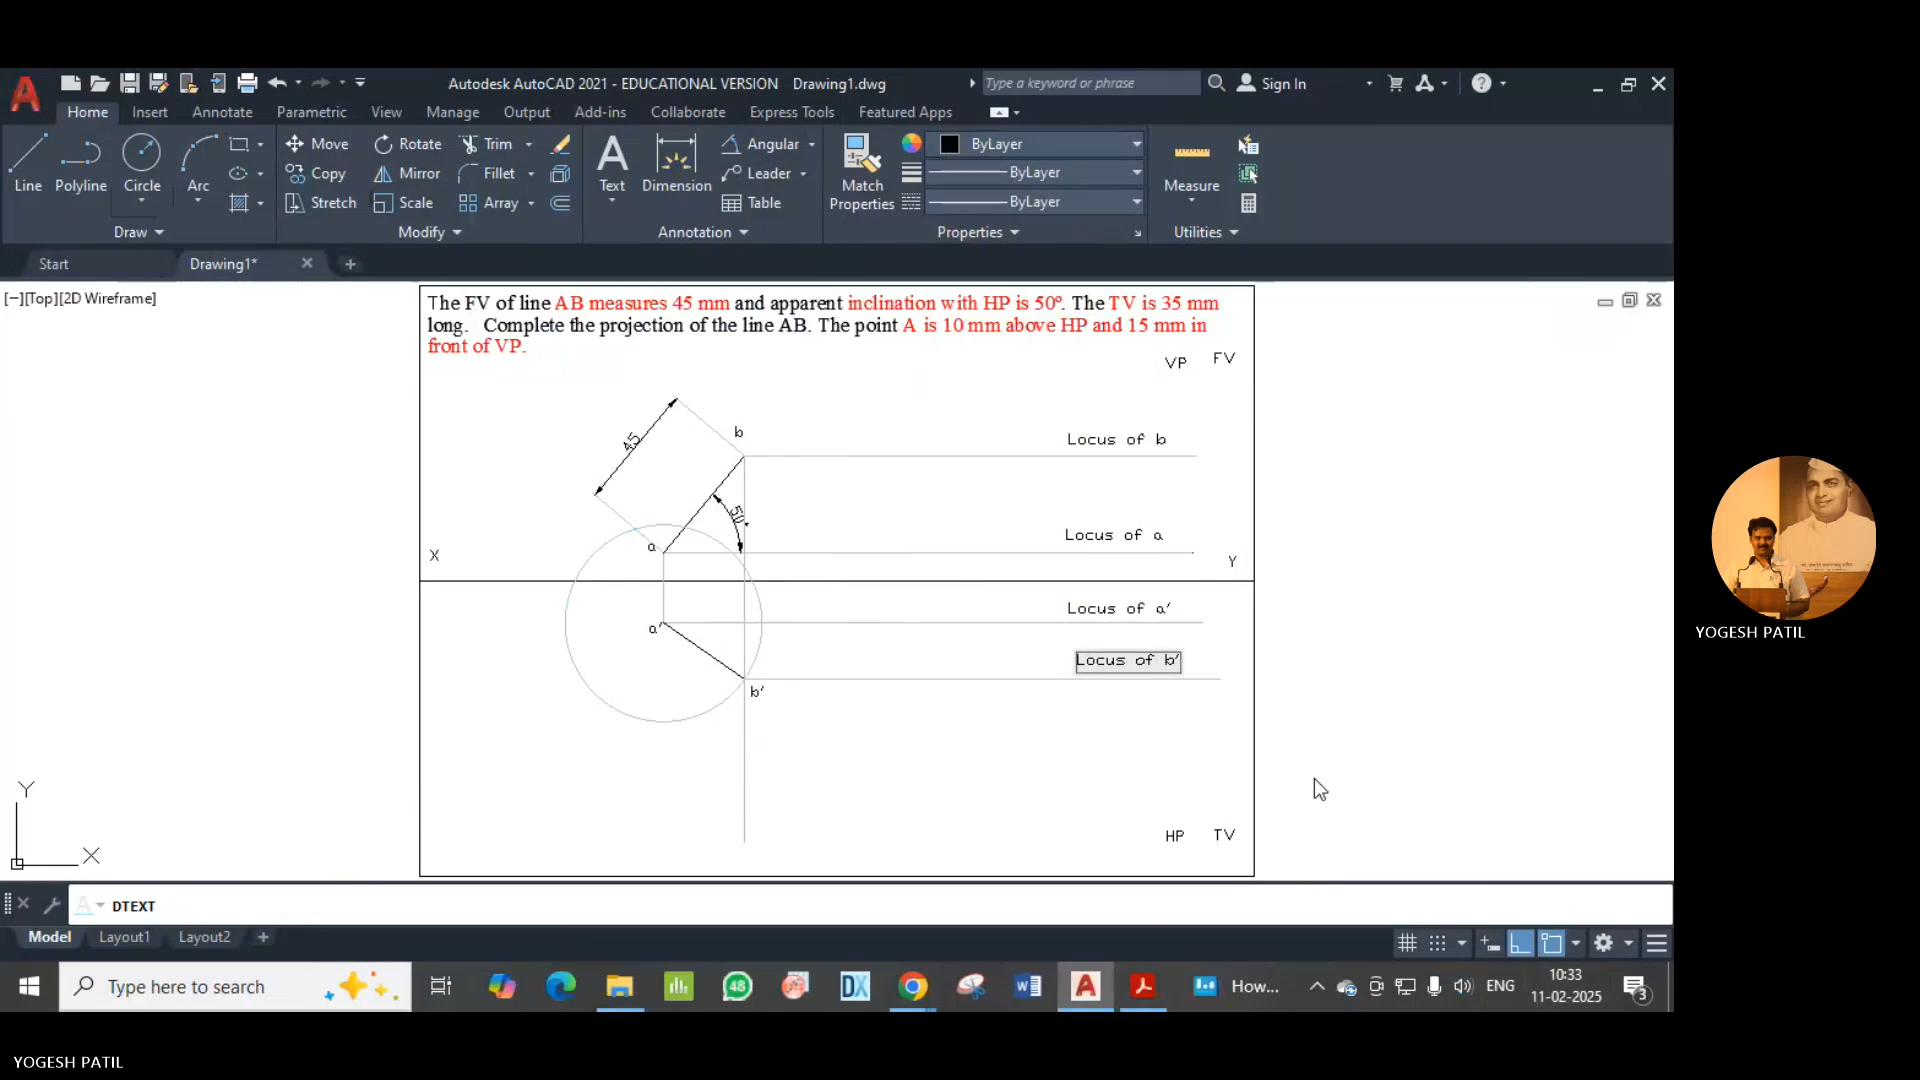 Autodesk AutoCAD 2021 - EDUCATIONAL VERSION Drawing1.dwg
Type a keyword or phrase
Sign In
Home Insert Annotate Parametric View Manage Output Add-ins Collaborate Express Tools Featured Apps
Move Rotate Trim Angular ByLayer
Copy Mirror Fillet Leader ByLayer
Line Polyline Circle Arc Text Dimension Match Properties Measure
Stretch Scale Array Table ByLayer
Draw Modify Annotation Properties Utilities
Start Drawing1*
[−][Top][2D Wireframe]
The FV of line AB measures 45 mm and apparent inclination with HP is 50º. The TV is 35 mm
long. Complete the projection of the line AB. The point A is 10 mm above HP and 15 mm in
front of VP.
VP FV
45
b
Locus of b
50°
a
Locus of a
X
Y
Locus of a'
a'
Locus of b'
b'
HP TV
Y
X
DTEXT
Model Layout1 Layout2
Type here to search
48
DX
How...
ENG
10:33
11-02-2025
3
YOGESH PATIL
YOGESH PATIL